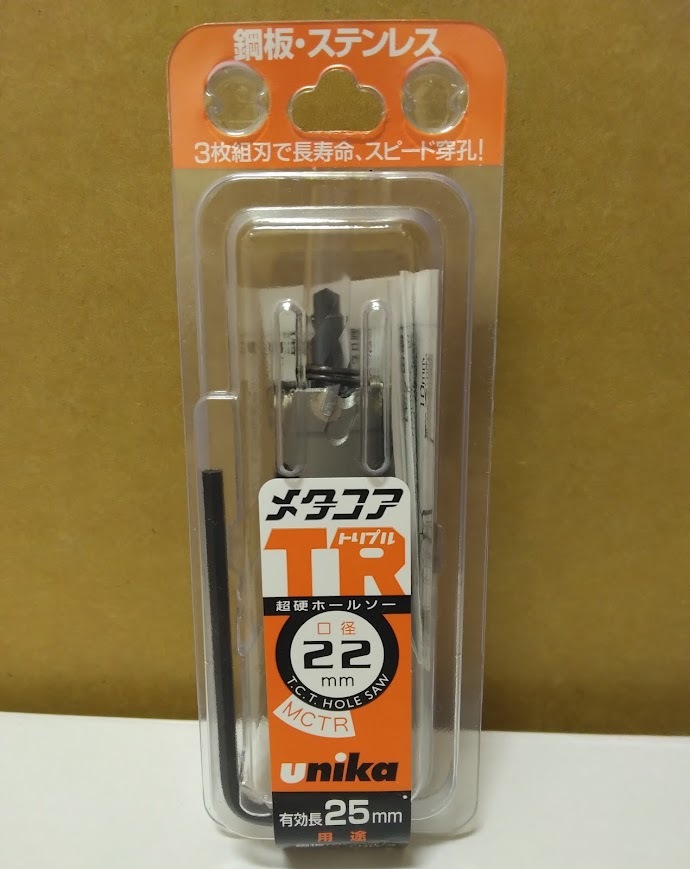 鋼板・ステンレス
3枚組刃で長寿命、スピード穿孔!
メタコア
トリプル
TR
超硬ホールソー
口径
22
mm
T.C.T. HOLE SAW
MCTR
unika
有効長25mm
用途